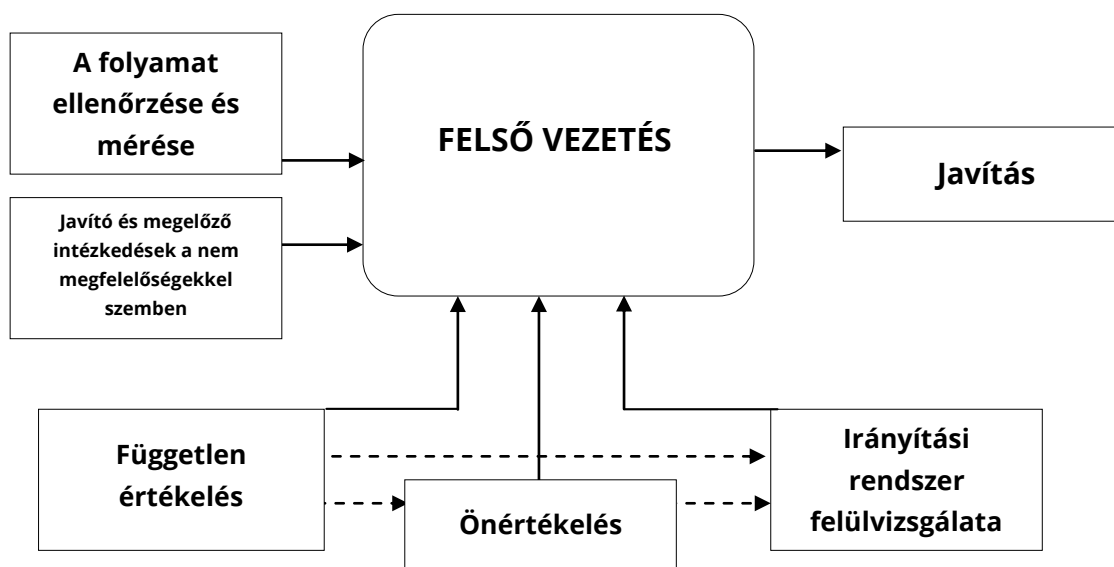 A folyamat
ellenőrzése és
mérése
FELSŐ VEZETÉS
Javítás
Javító és megelőző
intézkedések a nem
megfelelőségekkel
szemben
Független
értékelés
Önértékelés
Irányítási
rendszer
felülvizsgálata